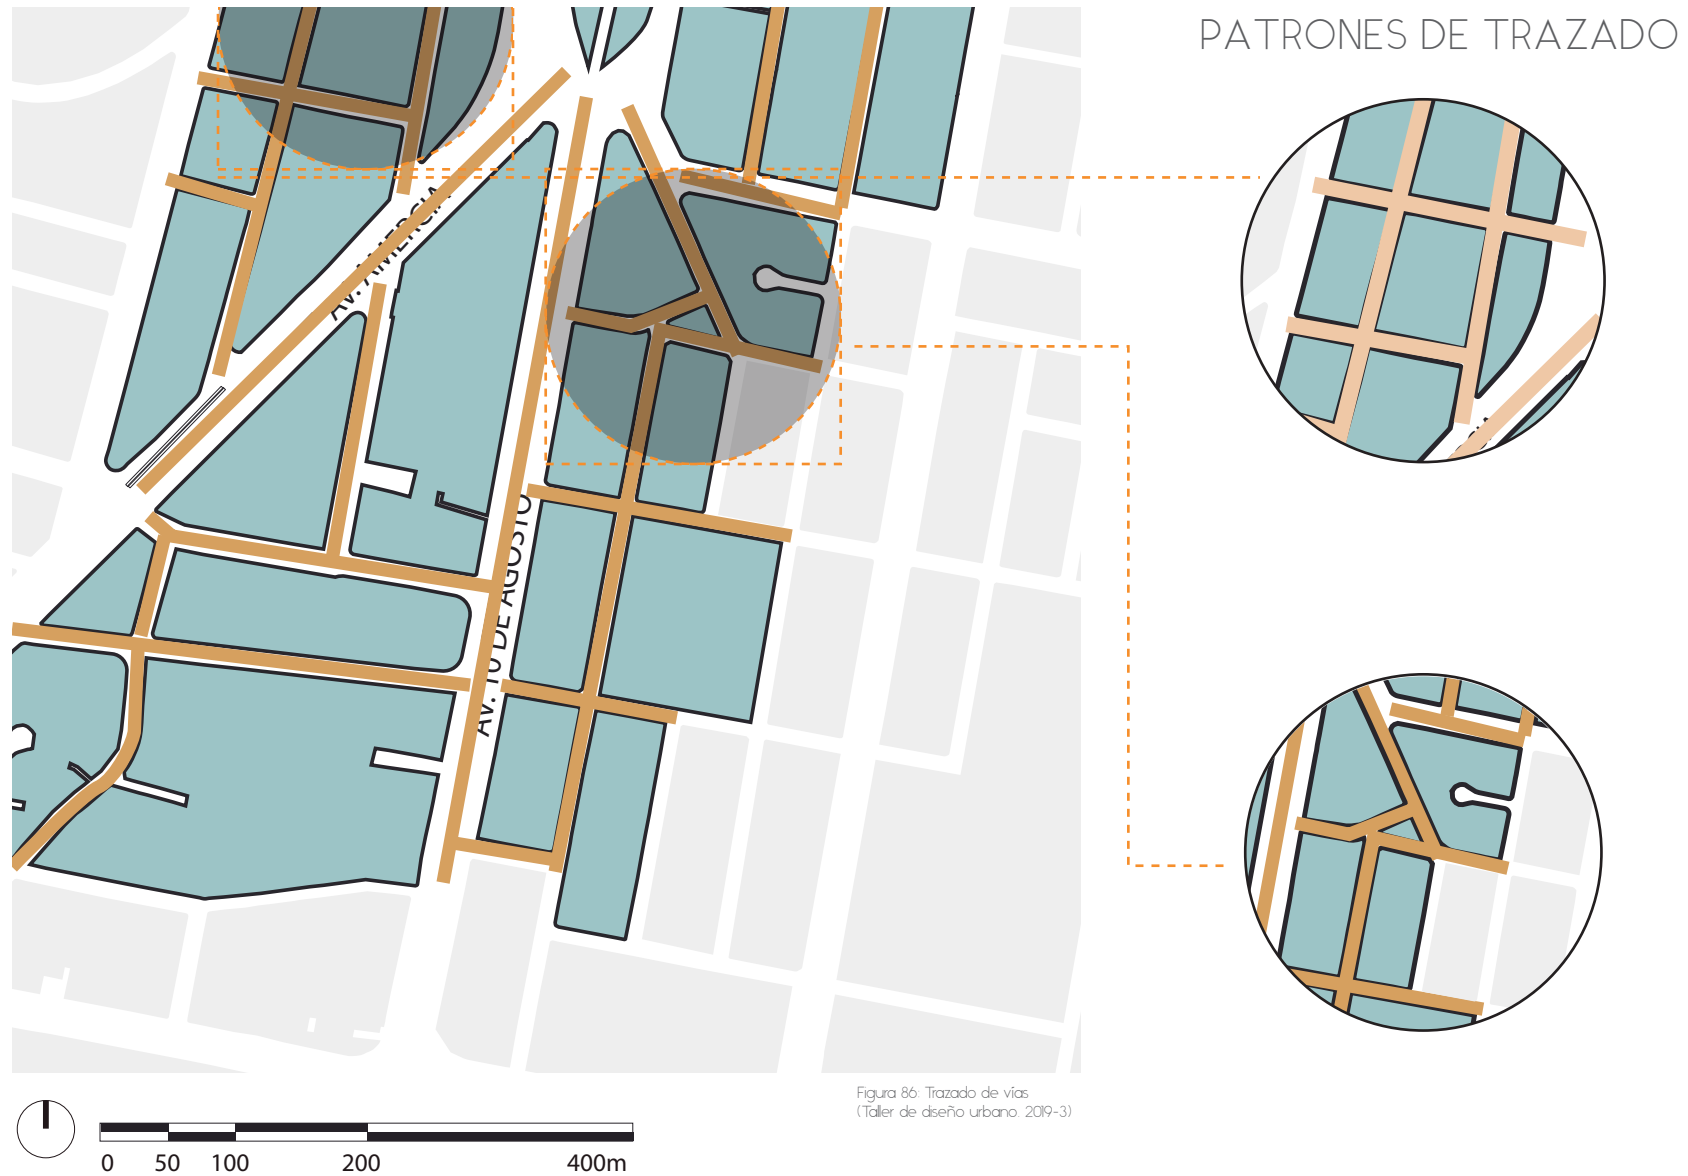 PATRONES DE TRAZADO
AV. AMERCIA
AV. 10 DE AGOSTO
Figura 86: Trazado de vías
(Taller de diseño urbano. 2019-3)
0 50 100 200 400m